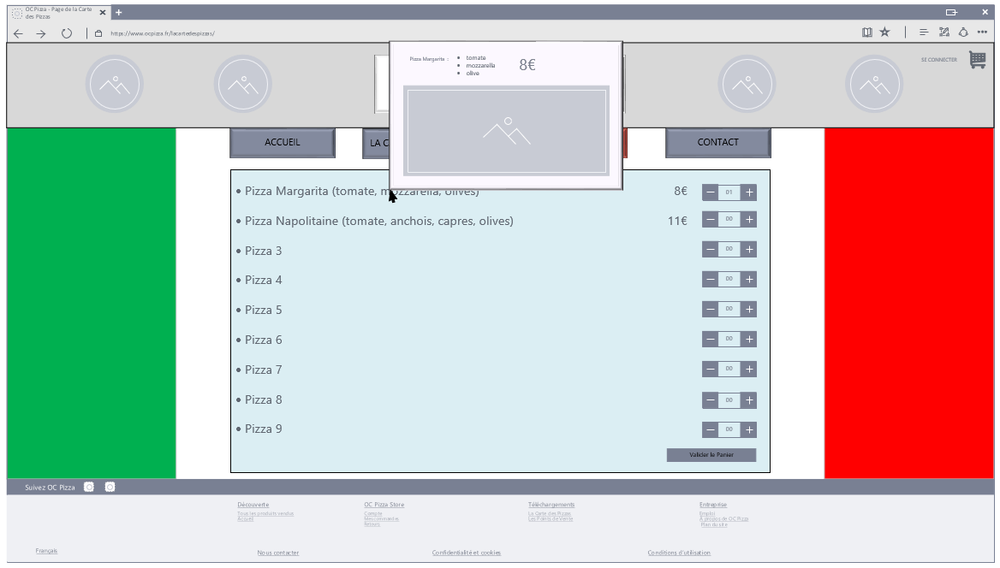 OC Pizza - Page de la Carte
des Pizzas
https://www.ocpizza.fr/lacartedespizzas/
SE CONNECTER
Pizza Margarita :
• tomate
• mozzarella
• olive
8€
ACCUEIL
LA C
CONTACT
• Pizza Margarita (tomate, mozzarella, olives) 8€ 01
• Pizza Napolitaine (tomate, anchois, capres, olives) 11€ 00
• Pizza 3 00
• Pizza 4 00
• Pizza 5 00
• Pizza 6 00
• Pizza 7 00
• Pizza 8 00
• Pizza 9 00
Valider le Panier
Suivez OC Pizza
Découverte
Tous les produits vendus
Accueil
OC Pizza Store
Compte
Mes commandes
Retours
Téléchargements
La Carte des Pizzas
Les Points de Vente
Entreprise
Emploi
A propos de OC Pizza
Plan du site
Français
Nous contacter
Confidentialité et cookies
Conditions d'utilisation